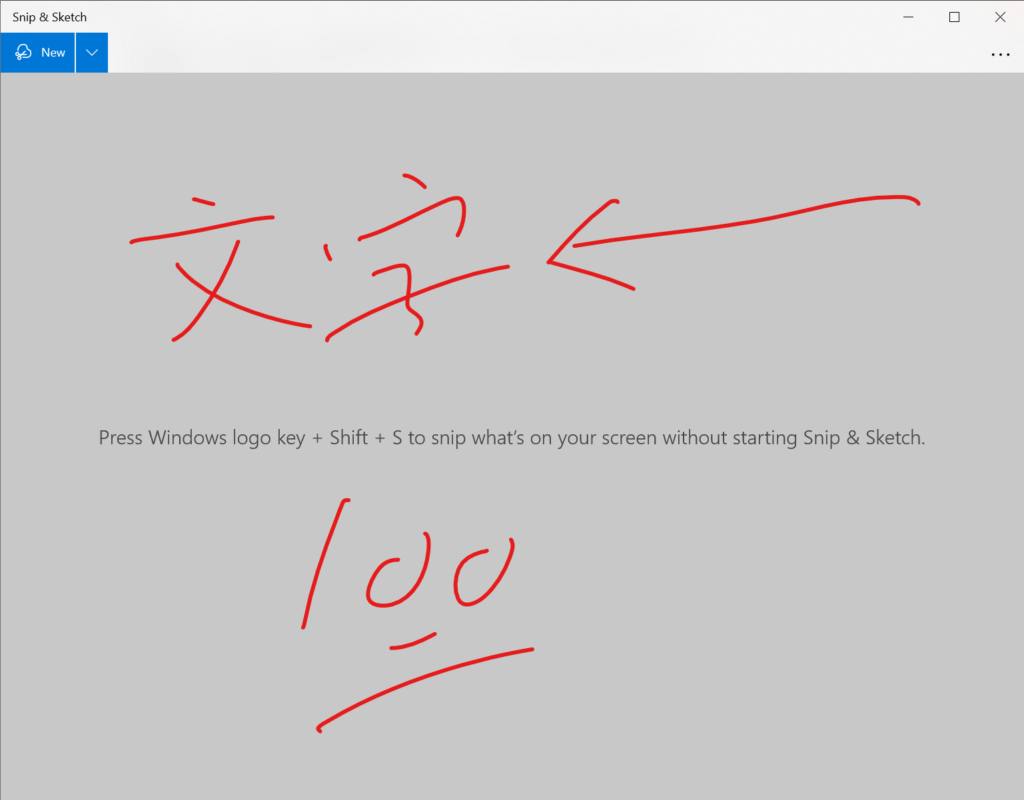 Snip & Sketch
New
文字
Press Windows logo key + Shift + S to snip what's on your screen without starting Snip & Sketch.
100